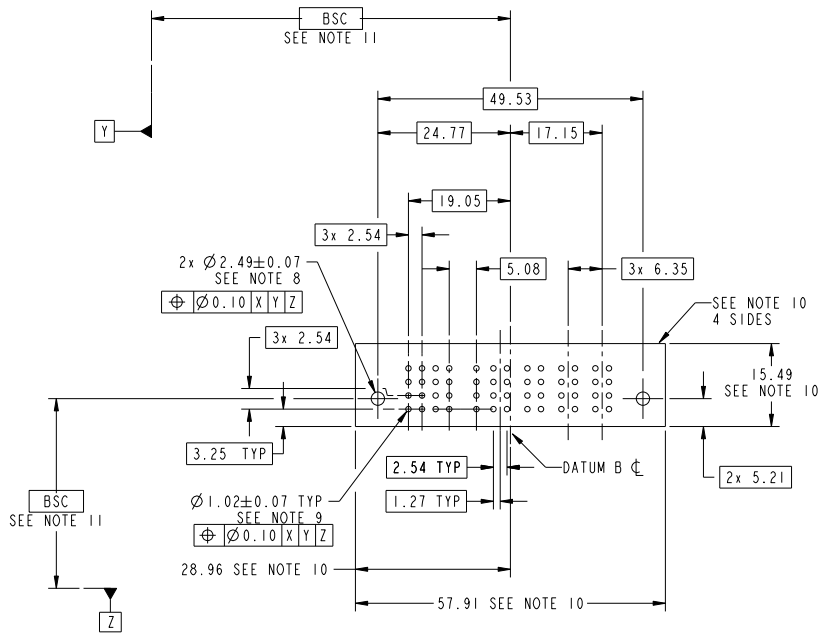 BSC
SEE NOTE 11
49.53
Y
24.77
17.15
19.05
3x 2.54
2x Ø2.49±0.07
SEE NOTE 8
5.08
3x 6.35
⌖ Ø0.10 X Y Z
SEE NOTE 10
4 SIDES
3x 2.54
15.49
SEE NOTE 10
3.25 TYP
2.54 TYP
DATUM B ℄
2x 5.21
BSC
SEE NOTE 11
Ø1.02±0.07 TYP
SEE NOTE 9
1.27 TYP
⌖ Ø0.10 X Y Z
28.96 SEE NOTE 10
57.91 SEE NOTE 10
Z